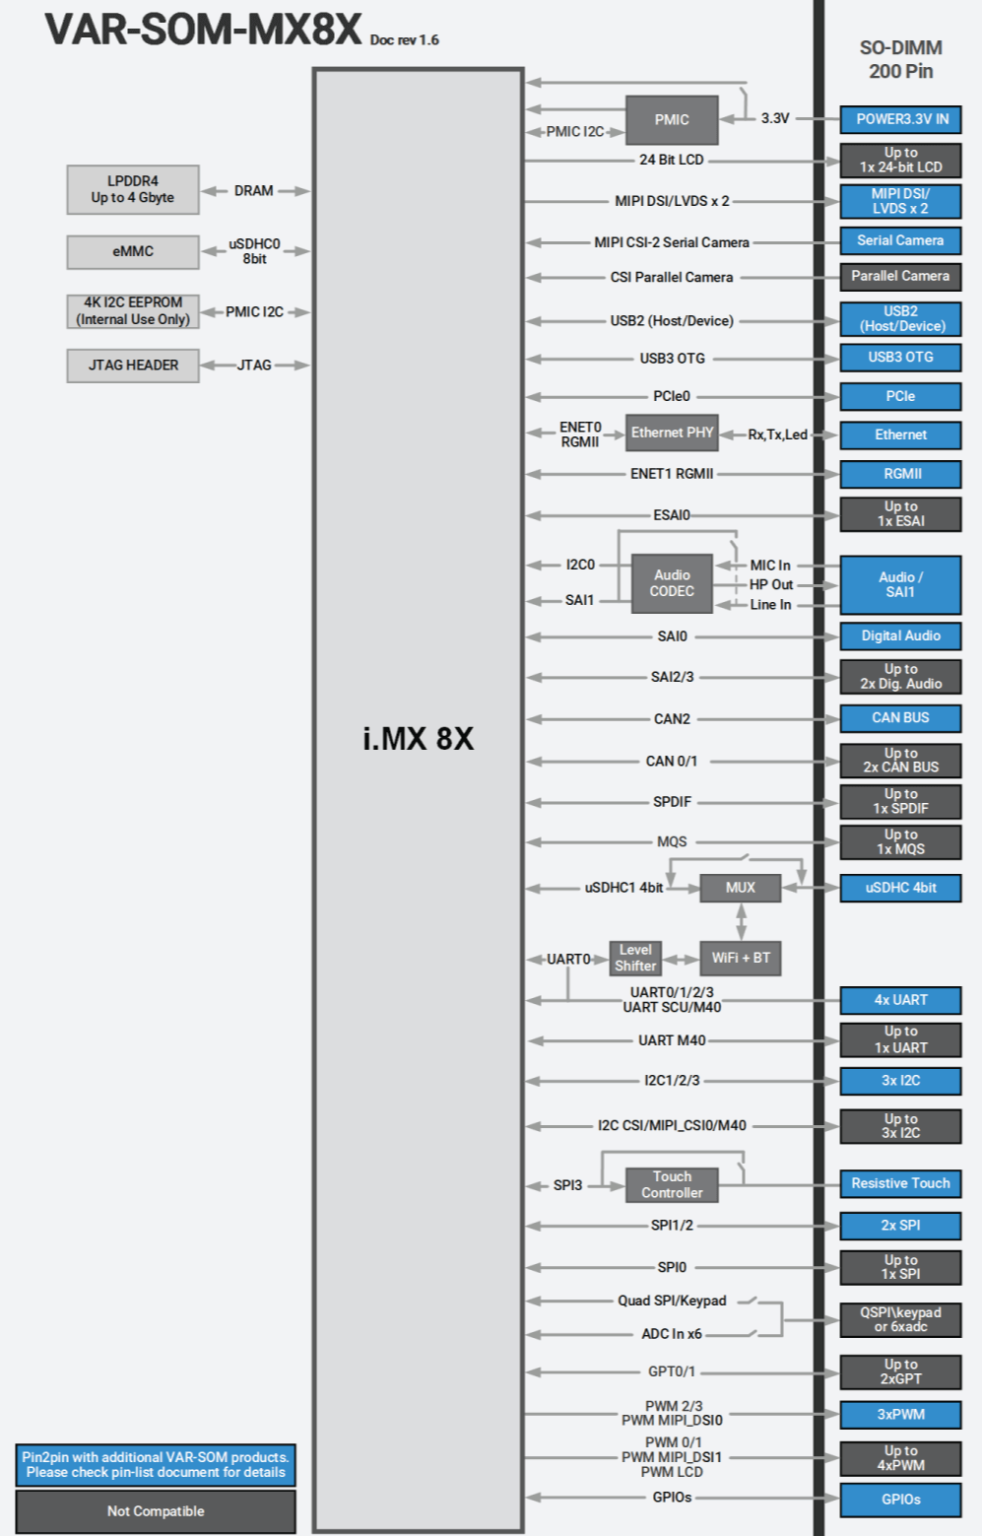 VAR-SOM-MX8X Doc rev 1.6
SO-DIMM
200 Pin
LPDDR4
Up to 4 Gbyte
DRAM
eMMC
uSDHC0
8bit
4K I2C EEPROM
(Internal Use Only)
PMIC I2C
JTAG HEADER
JTAG
i.MX 8X
PMIC
PMIC I2C
3.3V
POWER3.3V IN
24 Bit LCD
Up to
1x 24-bit LCD
MIPI DSI/LVDS x 2
MIPI DSI/
LVDS x 2
MIPI CSI-2 Serial Camera
Serial Camera
CSI Parallel Camera
Parallel Camera
USB2 (Host/Device)
USB2
(Host/Device)
USB3 OTG
USB3 OTG
PCIe0
PCIe
ENET0
RGMII
Ethernet PHY
Rx,Tx,Led
Ethernet
ENET1 RGMII
RGMII
ESAI0
Up to
1x ESAI
I2C0
SAI1
Audio
CODEC
MIC In
HP Out
Line In
Audio /
SAI1
SAI0
Digital Audio
SAI2/3
Up to
2x Dig. Audio
CAN2
CAN BUS
CAN 0/1
Up to
2x CAN BUS
SPDIF
Up to
1x SPDIF
MQS
Up to
1x MQS
uSDHC1 4bit
MUX
uSDHC 4bit
UART0
Level
Shifter
WiFi + BT
UART0/1/2/3
UART SCU/M40
4x UART
UART M40
Up to
1x UART
I2C1/2/3
3x I2C
I2C CSI/MIPI_CSI0/M40
Up to
3x I2C
SPI3
Touch
Controller
Resistive Touch
SPI1/2
2x SPI
SPI0
Up to
1x SPI
Quad SPI/Keypad
ADC In x6
QSPI\keypad
or 6xadc
GPT0/1
Up to
2xGPT
PWM 2/3
PWM MIPI_DSI0
3xPWM
PWM 0/1
PWM MIPI_DSI1
PWM LCD
Up to
4xPWM
GPIOs
GPIOs
Pin2pin with additional VAR-SOM products.
Please check pin-list document for details
Not Compatible